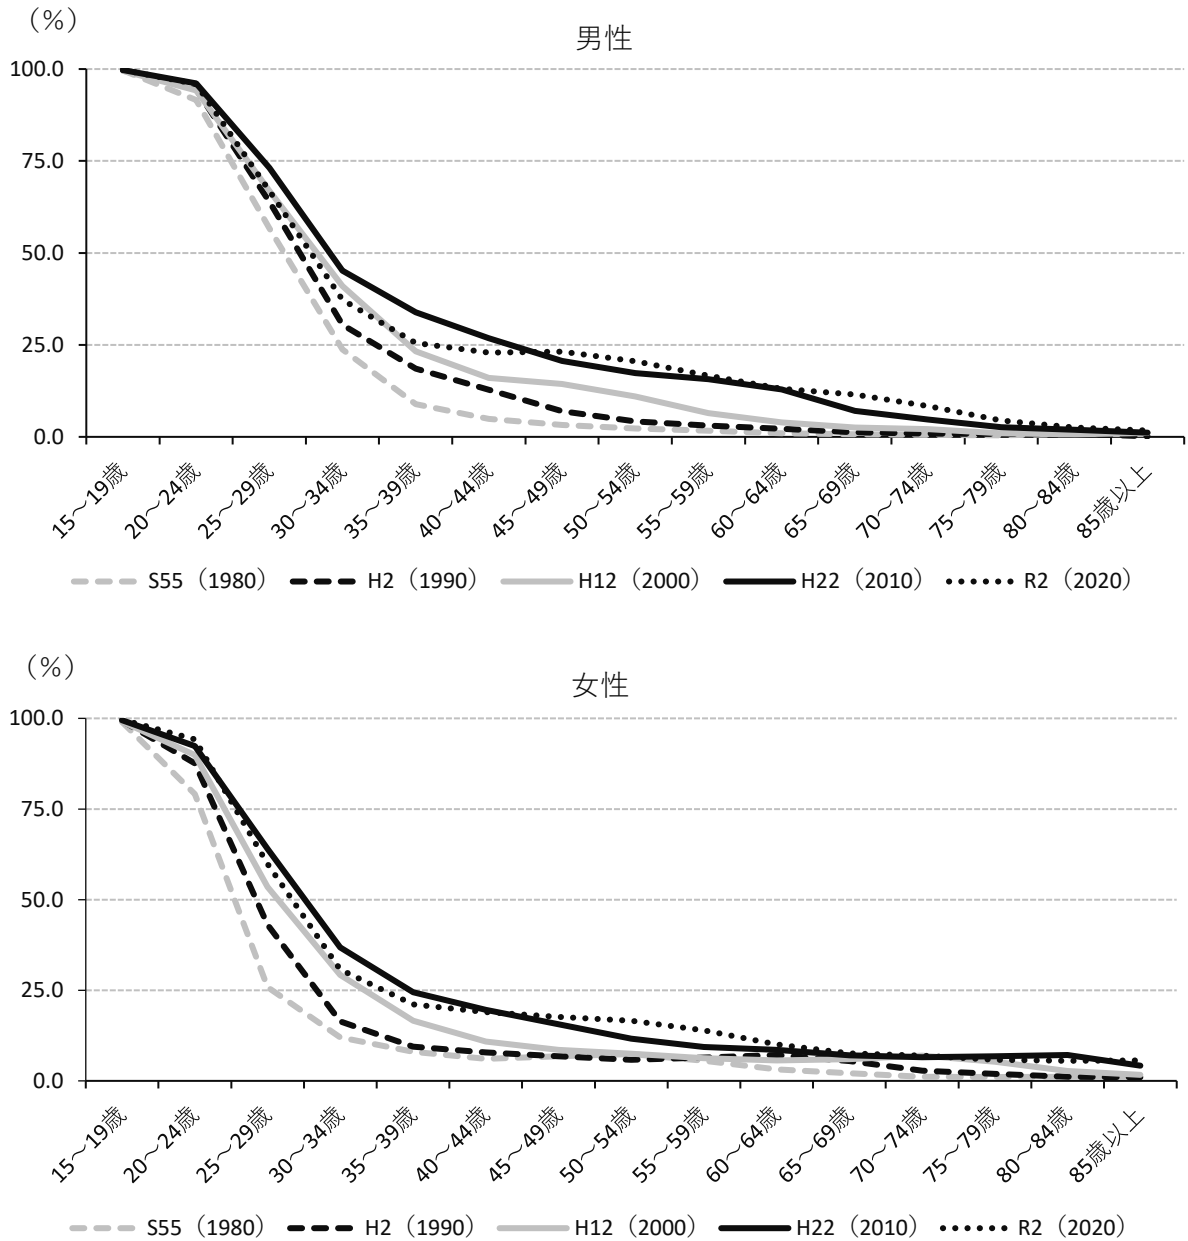 （%）
男性
100.0
75.0
50.0
25.0
0.0
15～19歳
20～24歳
25～29歳
30～34歳
35～39歳
40～44歳
45～49歳
50～54歳
55～59歳
60～64歳
65～69歳
70～74歳
75～79歳
80～84歳
85歳以上
S55（1980） H2（1990） H12（2000） H22（2010） R2（2020）
（%）
女性
100.0
75.0
50.0
25.0
0.0
15～19歳
20～24歳
25～29歳
30～34歳
35～39歳
40～44歳
45～49歳
50～54歳
55～59歳
60～64歳
65～69歳
70～74歳
75～79歳
80～84歳
85歳以上
S55（1980） H2（1990） H12（2000） H22（2010） R2（2020）